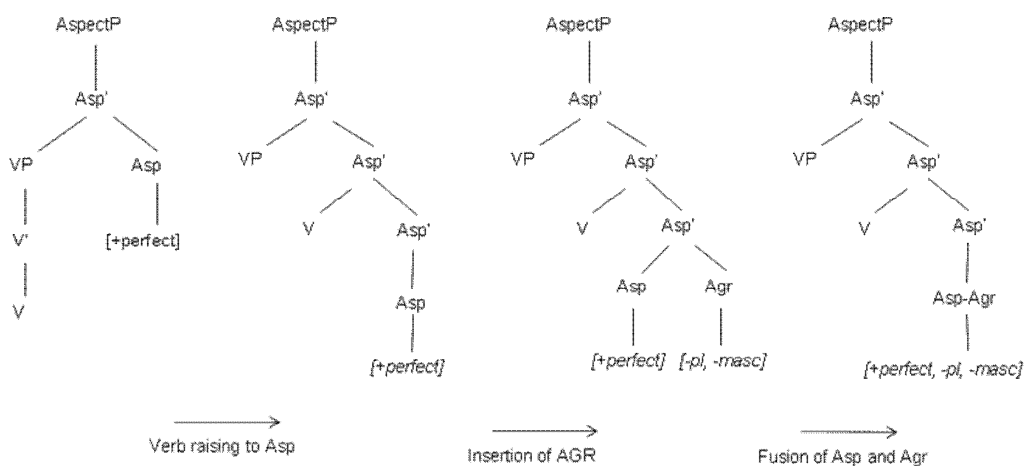 AspectP AspectP AspectP AspectP
Asp' Asp' Asp' Asp'
VP Asp VP Asp' VP Asp' VP Asp'
V' [+perfect] V Asp' V Asp' V Asp'
V Asp Asp Agr Asp-Agr
[+perfect] [+perfect] [-pl, -masc] [+perfect, -pl, -masc]
Verb raising to Asp Insertion of AGR Fusion of Asp and Agr